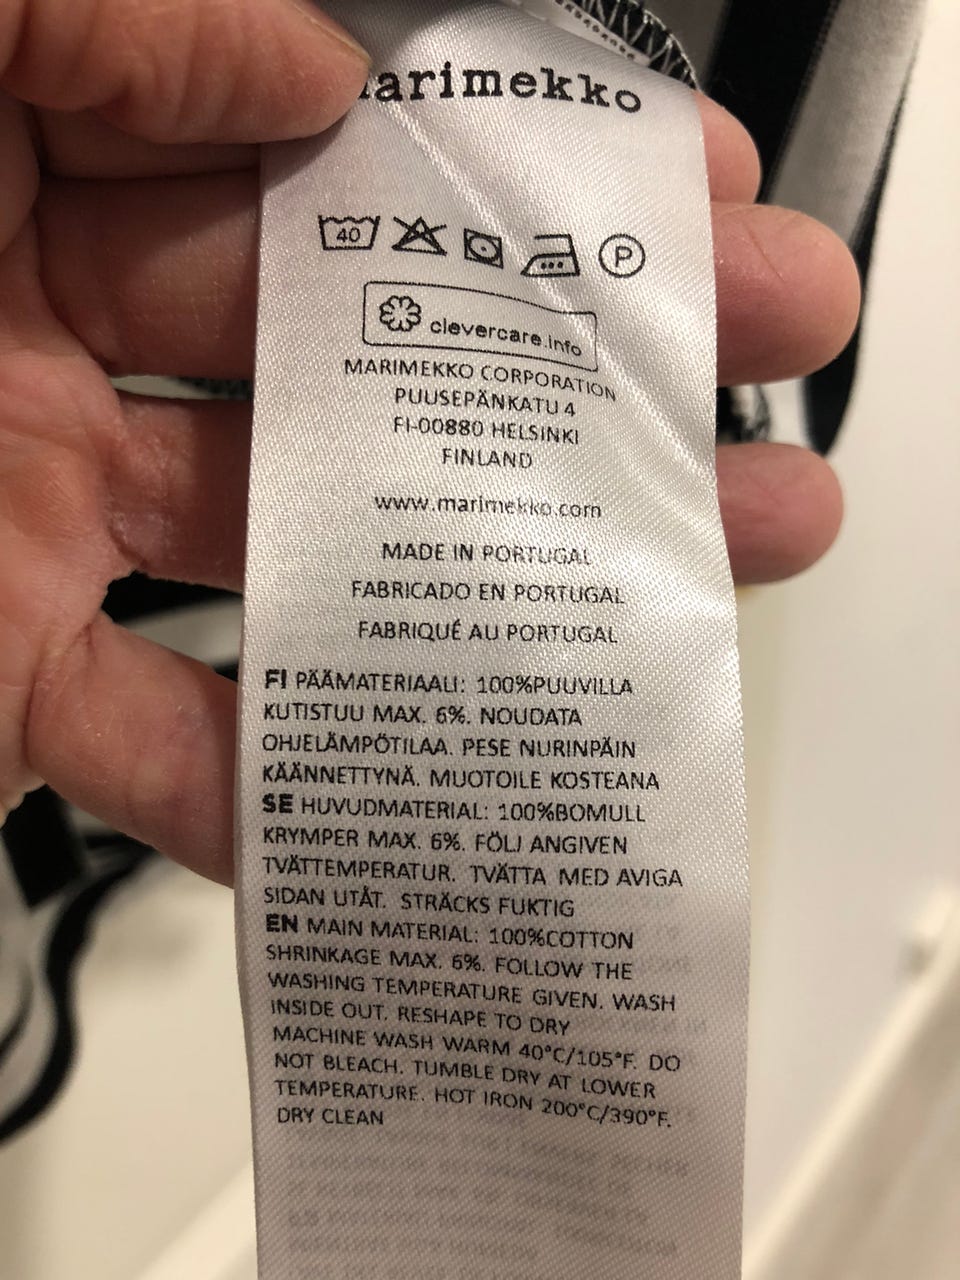 arimekko
40 P
clevercare.info
MARIMEKKO CORPORATION
PUUSEPÄNKATU 4
FI-00880 HELSINKI
FINLAND
www.marimekko.com
MADE IN PORTUGAL
FABRICADO EN PORTUGAL
FABRIQUÉ AU PORTUGAL
FI PÄÄMATERIAALI: 100%PUUVILLA
KUTISTUU MAX. 6%. NOUDATA
OHJELÄMPÖTILAA. PESE NURINPÄIN
KÄÄNNETTYNÄ. MUOTOILE KOSTEANA
SE HUVUDMATERIAL: 100%BOMULL
KRYMPER MAX. 6%. FÖLJ ANGIVEN
TVÄTTEMPERATUR. TVÄTTA MED AVIGA
SIDAN UTÅT. STRÄCKS FUKTIG
EN MAIN MATERIAL: 100%COTTON
SHRINKAGE MAX. 6%. FOLLOW THE
WASHING TEMPERATURE GIVEN. WASH
INSIDE OUT. RESHAPE TO DRY
MACHINE WASH WARM 40°C/105°F. DO
NOT BLEACH. TUMBLE DRY AT LOWER
TEMPERATURE. HOT IRON 200°C/390°F.
DRY CLEAN